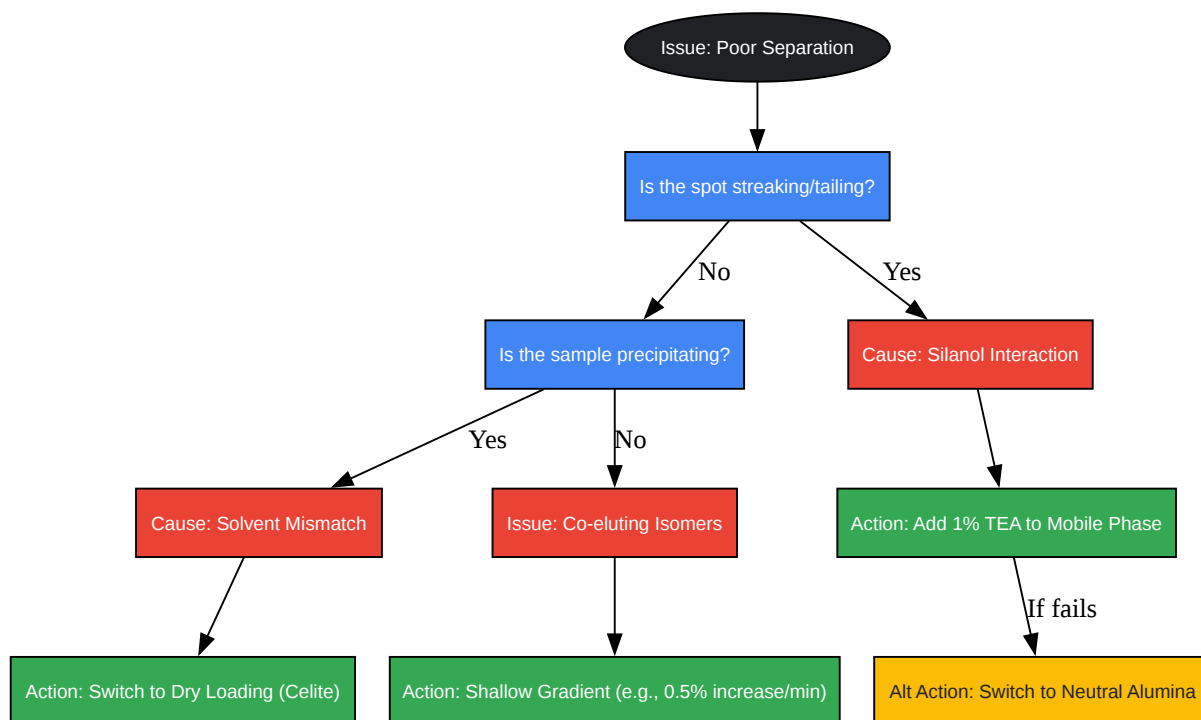 Issue: Poor Separation
Is the spot streaking/tailing?
No
Yes
Is the sample precipitating?
Cause: Silanol Interaction
Yes
No
Cause: Solvent Mismatch
Issue: Co-eluting Isomers
Action: Add 1% TEA to Mobile Phase
If fails
Action: Switch to Dry Loading (Celite)
Action: Shallow Gradient (e.g., 0.5% increase/min)
Alt Action: Switch to Neutral Alumina